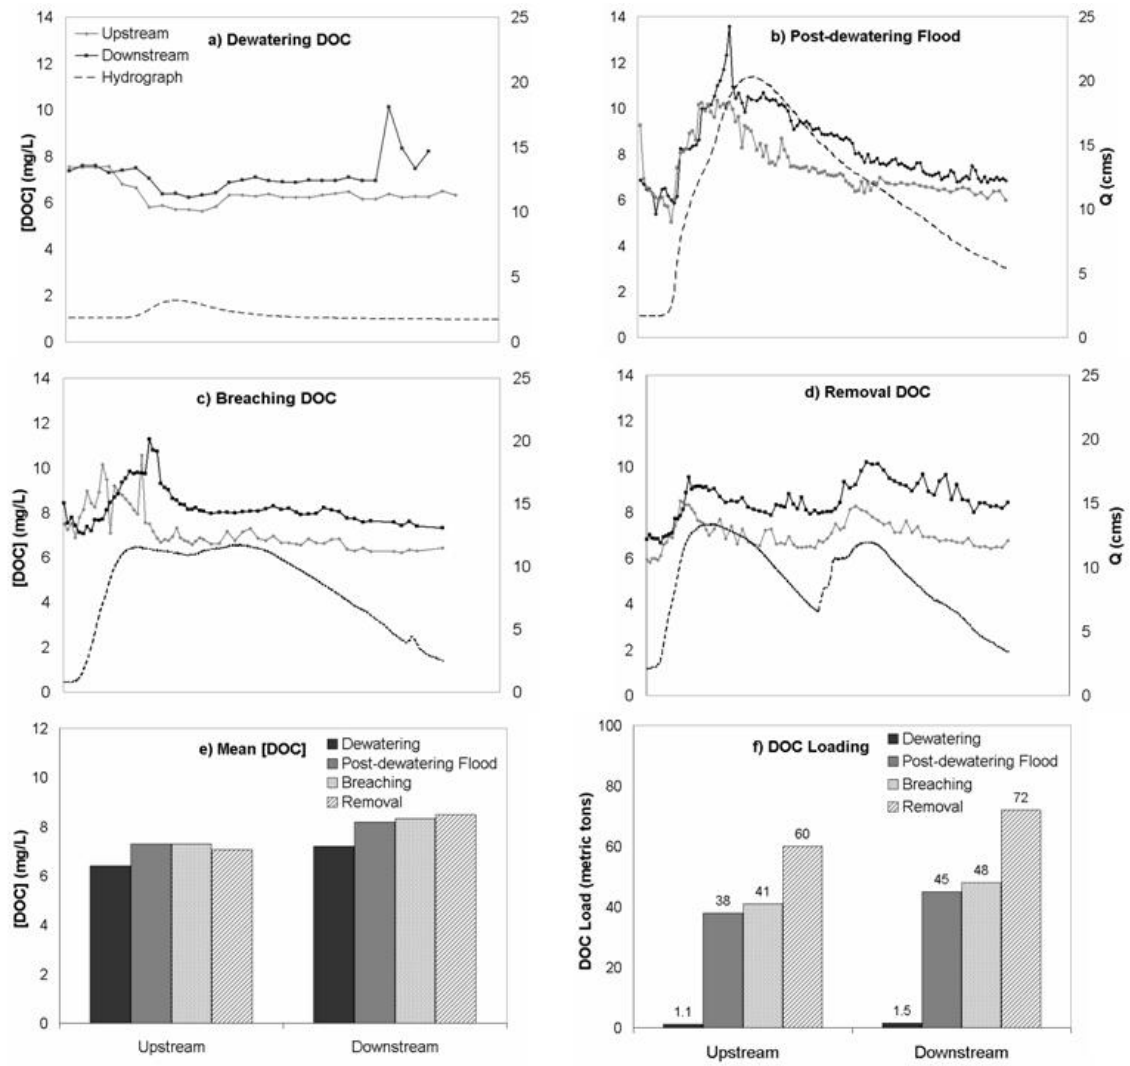 a) Dewatering DOC
Upstream
Downstream
Hydrograph
[DOC] (mg/L)
14
12
10
8
6
4
2
0
25
20
15
10
5
0
b) Post-dewatering Flood
14
12
10
8
6
4
2
0
25
20
15
10
5
0
Q (cms)
c) Breaching DOC
[DOC] (mg/L)
14
12
10
8
6
4
2
0
25
20
15
10
5
0
d) Removal DOC
14
12
10
8
6
4
2
0
25
20
15
10
5
0
Q (cms)
e) Mean [DOC]
Dewatering
Post-dewatering Flood
Breaching
Removal
[DOC] (mg/L)
12
10
8
6
4
2
0
Upstream
Downstream
f) DOC Loading
Dewatering
Post-dewatering Flood
Breaching
Removal
DOC Load (metric tons)
100
80
60
40
20
0
1.1
38
41
60
1.5
45
48
72
Upstream
Downstream